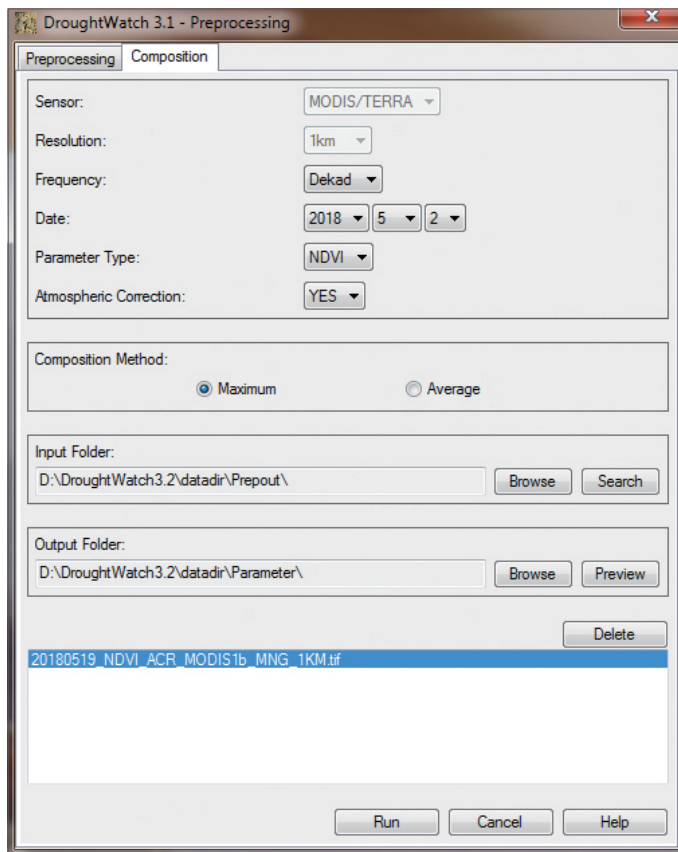 DroughtWatch 3.1 - Preprocessing
Preprocessing Composition
Sensor: MODIS/TERRA
Resolution: 1km
Frequency: Dekad
Date: 2018 5 2
Parameter Type: NDVI
Atmospheric Correction: YES
Composition Method:
Maximum Average
Input Folder:
D:\DroughtWatch3.2\datadir\Prepout\ Browse Search
Output Folder:
D:\DroughtWatch3.2\datadir\Parameter\ Browse Preview
Delete
20180519_NDVI_ACR_MODIS1b_MNG_1KM.tif
Run Cancel Help